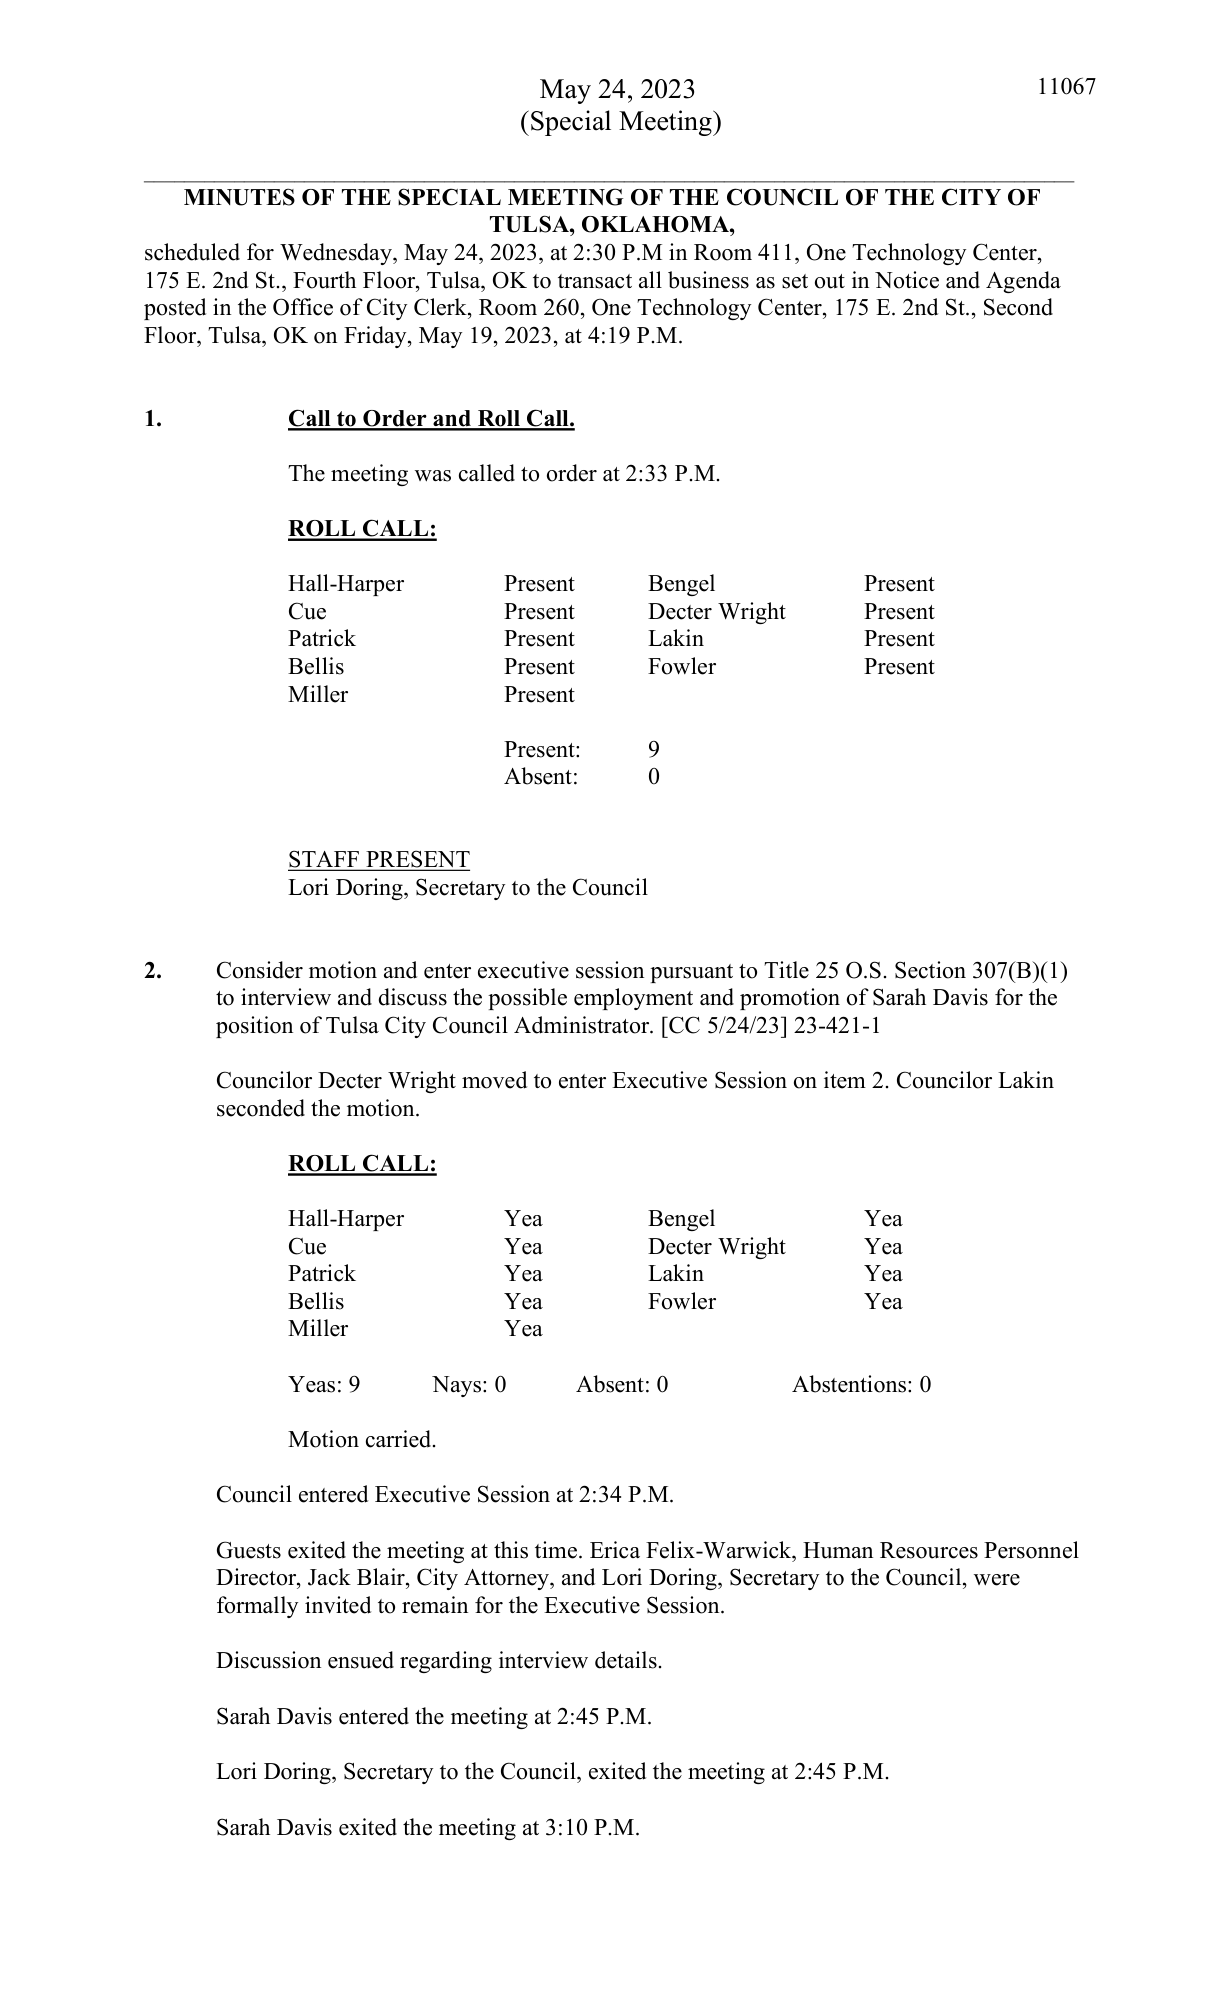 May 24, 2023
11067
(Special Meeting)
MINUTES OF THE SPECIAL MEETING OF THE COUNCIL OF THE CITY OF
TULSA, OKLAHOMA,
scheduled for Wednesday, May 24, 2023, at 2:30 P.M in Room 411, One Technology Center,
175 E. 2nd St., Fourth Floor, Tulsa, OK to transact all business as set out in Notice and Agenda
posted in the Office of City Clerk, Room 260, One Technology Center, 175 E. 2nd St., Second
Floor, Tulsa, OK on Friday, May 19, 2023, at 4:19 P.M.
1. Call to Order and Roll Call.
The meeting was called to order at 2:33 P.M.
ROLL CALL:
Hall-Harper Present Bengel Present
Cue Present Decter Wright Present
Patrick Present Lakin Present
Bellis Present Fowler Present
Miller Present
Present: 9
Absent: 0
STAFF PRESENT
Lori Doring, Secretary to the Council
2. Consider motion and enter executive session pursuant to Title 25 O.S. Section 307(B)(1)
to interview and discuss the possible employment and promotion of Sarah Davis for the
position of Tulsa City Council Administrator. [CC 5/24/23] 23-421-1
Councilor Decter Wright moved to enter Executive Session on item 2. Councilor Lakin
seconded the motion.
ROLL CALL:
Hall-Harper Yea Bengel Yea
Cue Yea Decter Wright Yea
Patrick Yea Lakin Yea
Bellis Yea Fowler Yea
Miller Yea
Yeas: 9 Nays: 0 Absent: 0 Abstentions: 0
Motion carried.
Council entered Executive Session at 2:34 P.M.
Guests exited the meeting at this time. Erica Felix-Warwick, Human Resources Personnel
Director, Jack Blair, City Attorney, and Lori Doring, Secretary to the Council, were
formally invited to remain for the Executive Session.
Discussion ensued regarding interview details.
Sarah Davis entered the meeting at 2:45 P.M.
Lori Doring, Secretary to the Council, exited the meeting at 2:45 P.M.
Sarah Davis exited the meeting at 3:10 P.M.